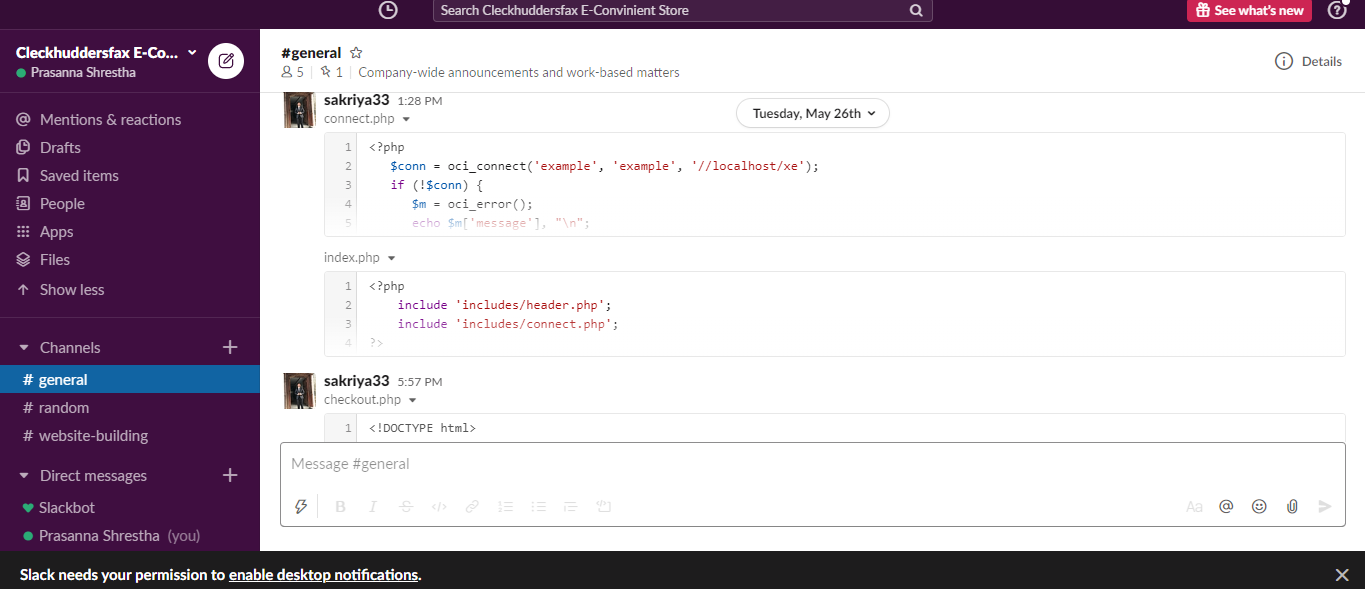 Search Cleckhuddersfax E-Convinient Store
See what's new
Cleckhuddersfax E-Co...
Prasanna Shrestha
Mentions & reactions
Drafts
Saved items
People
Apps
Files
Show less
Channels
# general
# random
# website-building
Direct messages
Slackbot
Prasanna Shrestha (you)
#general
5 | 1 | Company-wide announcements and work-based matters
Details
Tuesday, May 26th
sakriya33 1:28 PM
connect.php
1 <?php
2 $conn = oci_connect('example', 'example', '//localhost/xe');
3 if (!$conn) {
4 $m = oci_error();
5 echo $m['message'], "\n";
index.php
1 <?php
2 include 'includes/header.php';
3 include 'includes/connect.php';
4 ?>
sakriya33 5:57 PM
checkout.php
1 <!DOCTYPE html>
Message #general
B I S </>
Aa @
Slack needs your permission to enable desktop notifications.